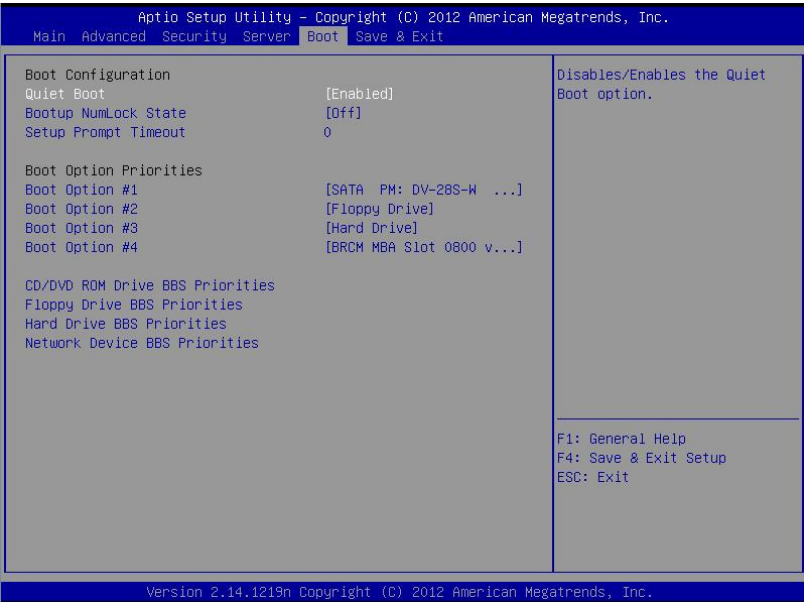 Aptio Setup Utility – Copyright (C) 2012 American Megatrends, Inc.
Main Advanced Security Server Boot Save & Exit
Boot Configuration
Quiet Boot [Enabled]
Bootup NumLock State [Off]
Setup Prompt Timeout 0
Boot Option Priorities
Boot Option #1 [SATA PM: DV-28S-W ...]
Boot Option #2 [Floppy Drive]
Boot Option #3 [Hard Drive]
Boot Option #4 [BRCM MBA Slot 0800 v...]
CD/DVD ROM Drive BBS Priorities
Floppy Drive BBS Priorities
Hard Drive BBS Priorities
Network Device BBS Priorities
Disables/Enables the Quiet
Boot option.
F1: General Help
F4: Save & Exit Setup
ESC: Exit
Version 2.14.1219n Copyright (C) 2012 American Megatrends, Inc.